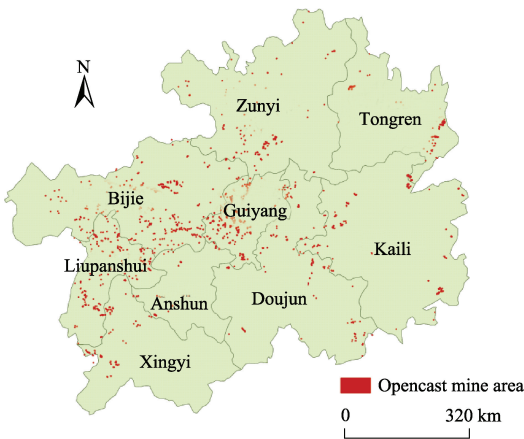 N
Zunyi
Tongren
Bijie
Guiyang
Kaili
Liupanshui
Anshun
Doujun
Xingyi
Opencast mine area
0 320 km